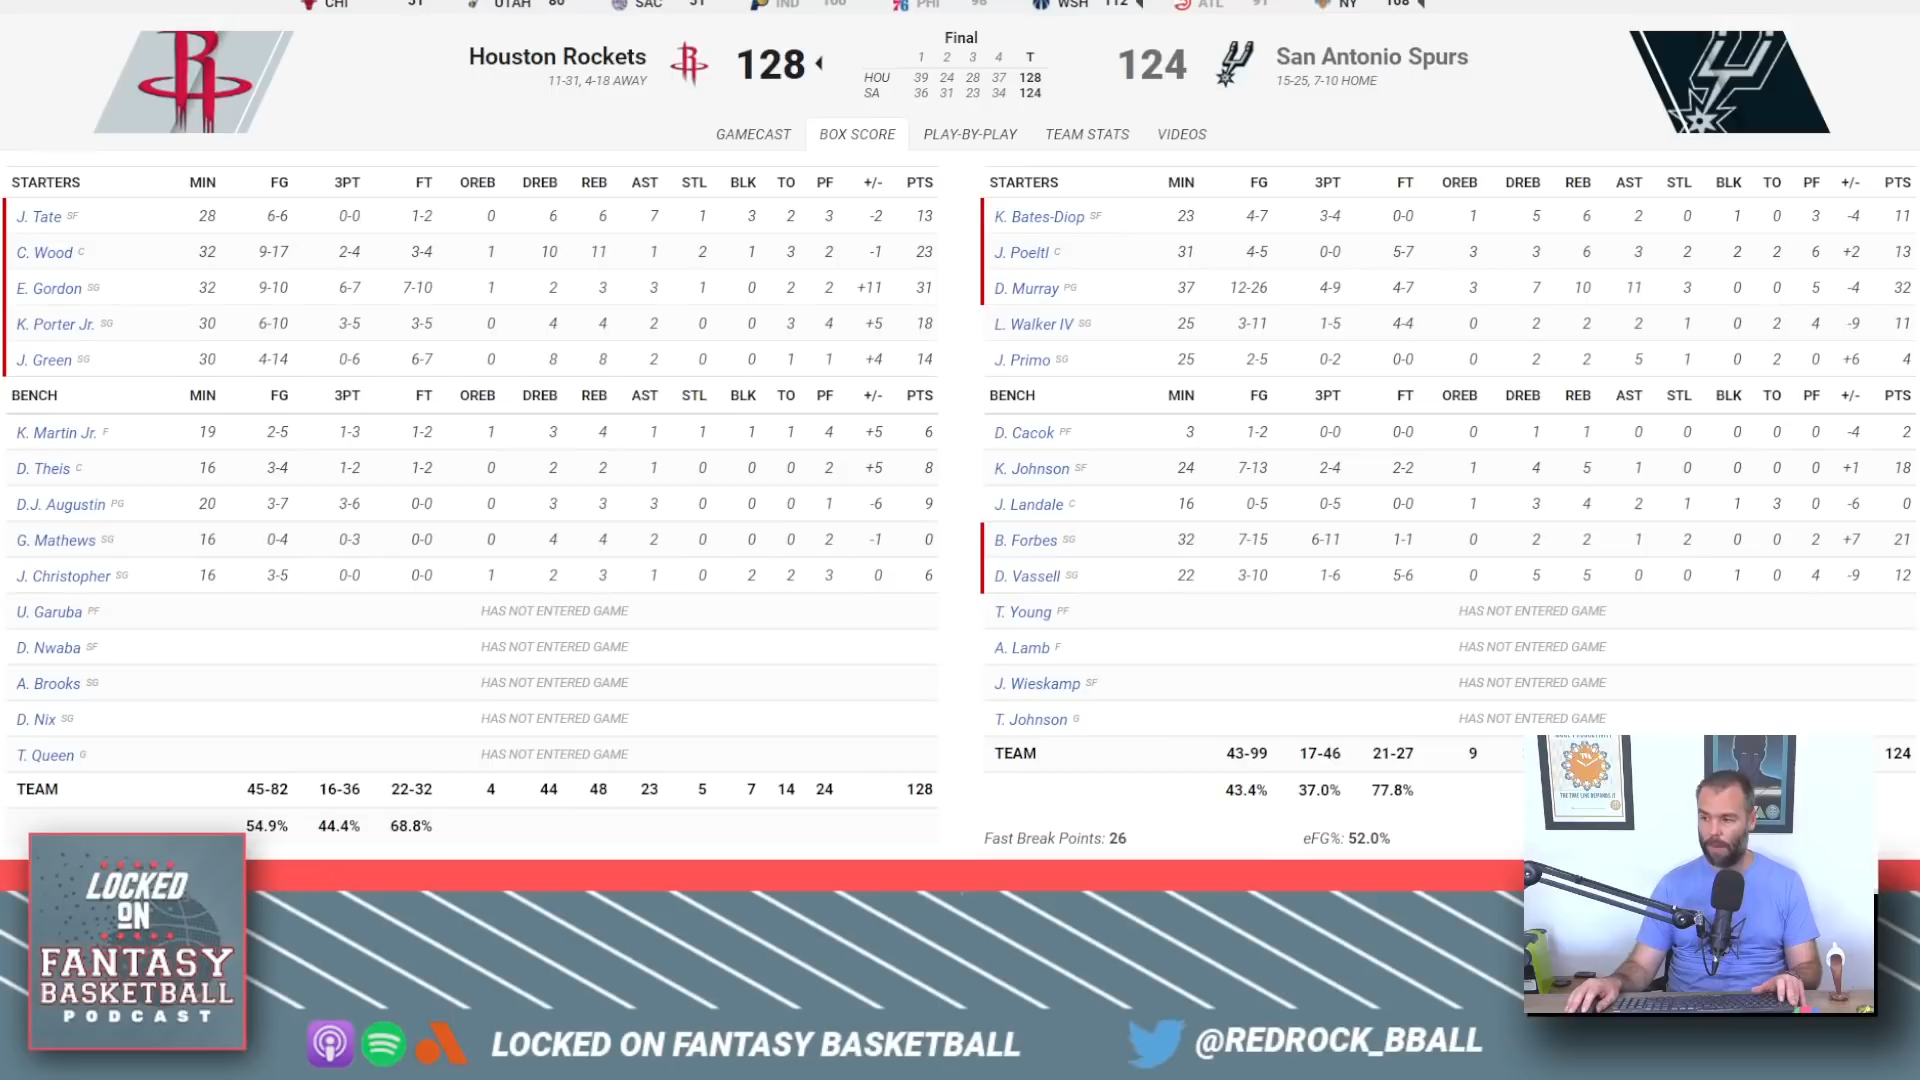 CHI 51 UTAH 80 SAC 51 IND 100 PHI 98 WSH 112 ATL 91 NY 108
Houston Rockets
11-31, 4-18 AWAY
128
Final
1 2 3 4 T
HOU 39 24 28 37 128
SA 36 31 23 34 124
124
San Antonio Spurs
15-25, 7-10 HOME
GAMECAST BOX SCORE PLAY-BY-PLAY TEAM STATS VIDEOS
STARTERS MIN FG 3PT FT OREB DREB REB AST STL BLK TO PF +/- PTS
J. Tate SF 28 6-6 0-0 1-2 0 6 6 7 1 3 2 3 -2 13
C. Wood C 32 9-17 2-4 3-4 1 10 11 1 2 1 3 2 -1 23
E. Gordon SG 32 9-10 6-7 7-10 1 2 3 3 1 0 2 2 +11 31
K. Porter Jr. SG 30 6-10 3-5 3-5 0 4 4 2 0 0 3 4 +5 18
J. Green SG 30 4-14 0-6 6-7 0 8 8 2 0 0 1 1 +4 14
BENCH MIN FG 3PT FT OREB DREB REB AST STL BLK TO PF +/- PTS
K. Martin Jr. F 19 2-5 1-3 1-2 1 3 4 1 1 1 1 4 +5 6
D. Theis C 16 3-4 1-2 1-2 0 2 2 1 0 0 0 2 +5 8
D.J. Augustin PG 20 3-7 3-6 0-0 0 3 3 3 0 0 0 1 -6 9
G. Mathews SG 16 0-4 0-3 0-0 0 4 4 2 0 0 0 2 -1 0
J. Christopher SG 16 3-5 0-0 0-0 1 2 3 1 0 2 2 3 0 6
U. Garuba PF HAS NOT ENTERED GAME
D. Nwaba SF HAS NOT ENTERED GAME
A. Brooks SG HAS NOT ENTERED GAME
D. Nix SG HAS NOT ENTERED GAME
T. Queen G HAS NOT ENTERED GAME
TEAM 45-82 16-36 22-32 4 44 48 23 5 7 14 24 128
54.9% 44.4% 68.8%
STARTERS MIN FG 3PT FT OREB DREB REB AST STL BLK TO PF +/- PTS
K. Bates-Diop SF 23 4-7 3-4 0-0 1 5 6 2 0 1 0 3 -4 11
J. Poeltl C 31 4-5 0-0 5-7 3 3 6 3 2 2 2 6 +2 13
D. Murray PG 37 12-26 4-9 4-7 3 7 10 11 3 0 0 5 -4 32
L. Walker IV SG 25 3-11 1-5 4-4 0 2 2 2 1 0 2 4 -9 11
J. Primo SG 25 2-5 0-2 0-0 0 2 2 5 1 0 2 0 +6 4
BENCH MIN FG 3PT FT OREB DREB REB AST STL BLK TO PF +/- PTS
D. Cacok PF 3 1-2 0-0 0-0 0 1 1 0 0 0 0 0 -4 2
K. Johnson SF 24 7-13 2-4 2-2 1 4 5 1 0 0 0 0 +1 18
J. Landale C 16 0-5 0-5 0-0 1 3 4 2 1 1 3 0 -6 0
B. Forbes SG 32 7-15 6-11 1-1 0 2 2 1 2 0 0 2 +7 21
D. Vassell SG 22 3-10 1-6 5-6 0 5 5 0 0 1 0 4 -9 12
T. Young PF HAS NOT ENTERED GAME
A. Lamb F HAS NOT ENTERED GAME
J. Wieskamp SF HAS NOT ENTERED GAME
T. Johnson G HAS NOT ENTERED GAME
TEAM 43-99 17-46 21-27 9 124
43.4% 37.0% 77.8%
Fast Break Points: 26 eFG%: 52.0%
LOCKED
ON
FANTASY
BASKETBALL
PODCAST
LOCKED ON FANTASY BASKETBALL
@REDROCK_BBALL